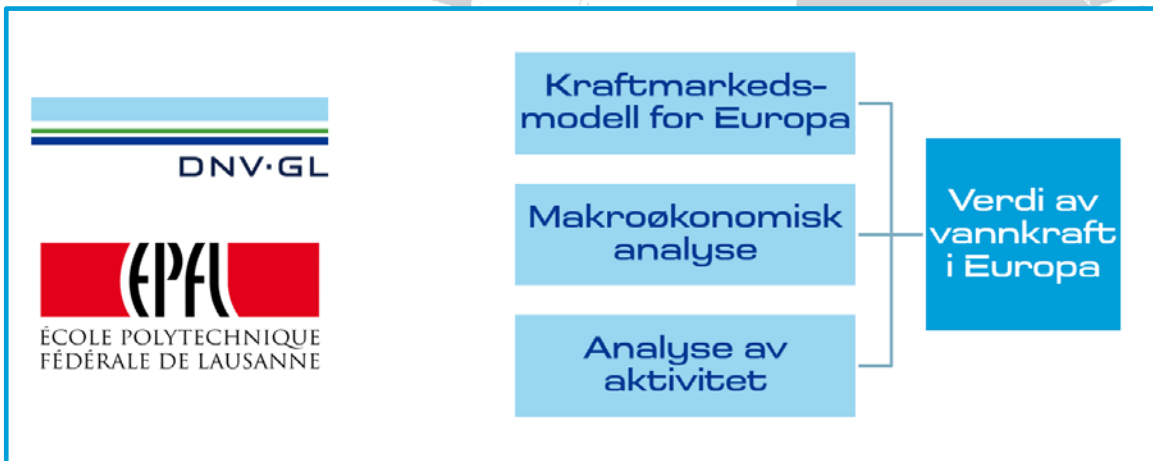 DNV·GL
EPFL
ÉCOLE POLYTECHNIQUE
FÉDÉRALE DE LAUSANNE
Kraftmarkeds-
modell for Europa
Makroøkonomisk
analyse
Analyse av
aktivitet
Verdi av
vannkraft
i Europa